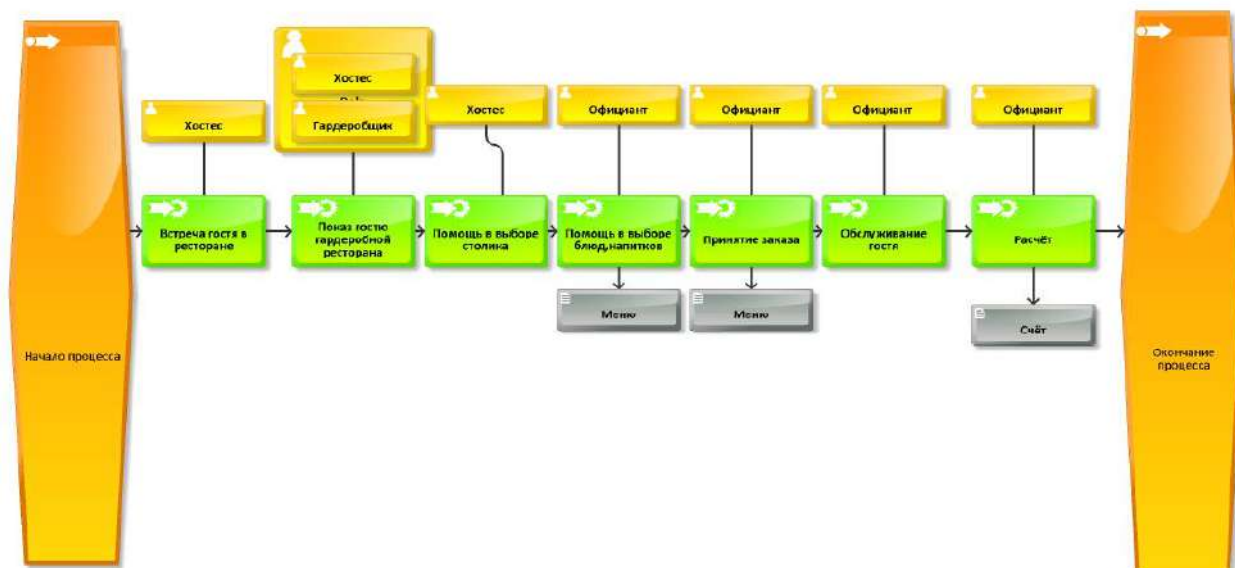 Хостес
Хостес
Гардеробщик
Хостес
Официант
Официант
Официант
Официант
Начало процесса
Встреча гостя в
ресторане
Показ гостю
гардеробной
ресторана
Помощь в выборе
столика
Помощь в выборе
блюд,напитков
Принятие заказа
Обслуживание
гостя
Расчёт
Меню
Меню
Счёт
Окончание
процесса